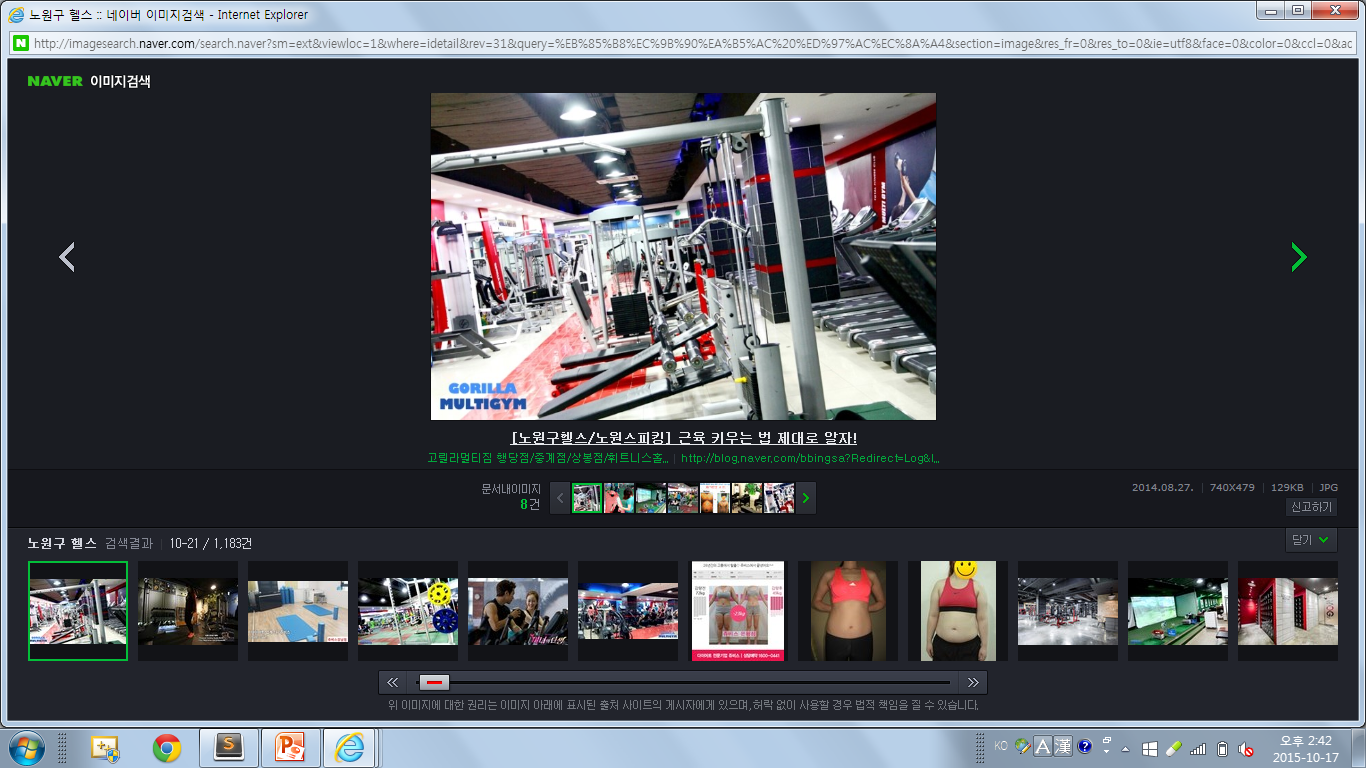 노원구 헬스 :: 네이버 이미지검색 - Internet Explorer
http://imagesearch.naver.com/search.naver?sm=ext&viewloc=1&where=idetail&rev=31&query=%EB%85%B8%EC%9B%90%EA%B5%AC%20%ED%97%AC%EC%8A%A4&section=image&res_fr=0&res_to=0&ie=utf8&face=0&color=0&ccl=0&ac
NAVER 이미지검색
MULTI GYM
GORILLA
MULTIGYM
[노원구헬스/노원스피킹] 근육 키우는 법 제대로 알자!
고릴라멀티짐 행당점/중계점/상봉점/휘트니스홀... | http://blog.naver.com/bbingsa?Redirect=Log&l...
문서내이미지
8건
2014.08.27. | 740X479 | 129KB | JPG
신고하기
노원구 헬스 검색결과 | 10-21 / 1,183건
닫기
위 이미지에 대한 권리는 이미지 아래에 표시된 출처 사이트의 게시자에게 있으며, 허락 없이 사용할 경우 법적 책임을 질 수 있습니다.
KO A 漢
오후 2:42
2015-10-17